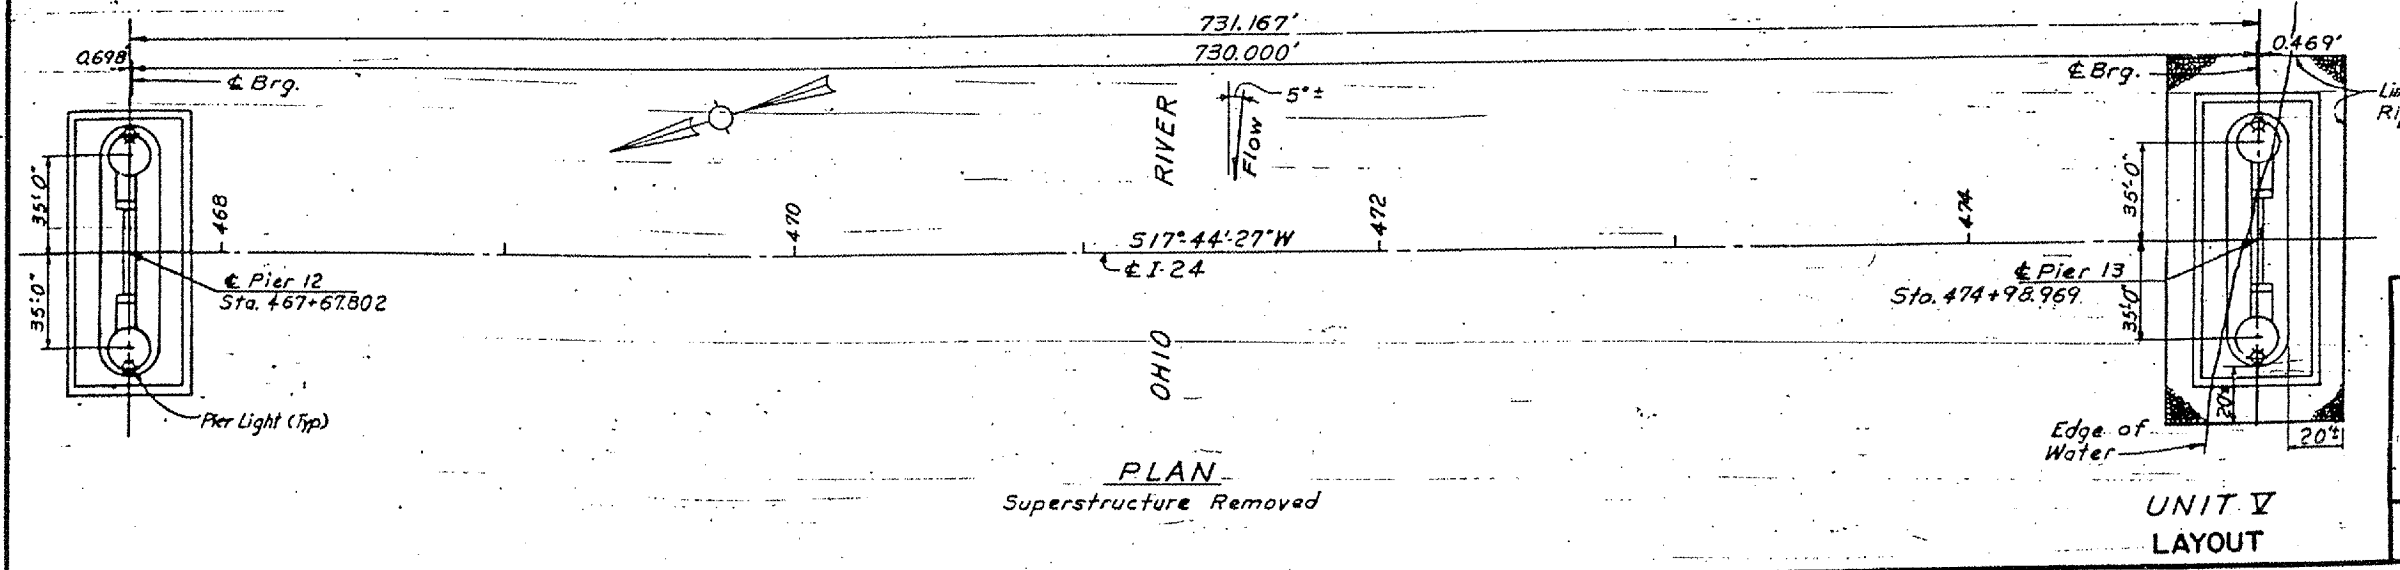 731.167'
730.000'
0.698'
0.469'
℄ Brg.
℄ Brg.
5°±
RIVER
Flow
35'-0"
35'-0"
35'-0"
35'-0"
468
470
472
474
S 17°-44'-27" W
℄ I-24
℄ Pier 12
Sta. 467+67.802
℄ Pier 13
Sta. 474+98.969
OHIO
Pier Light (Typ)
20'±
20'±
Edge of
Water
PLAN
Superstructure Removed
UNIT V
LAYOUT